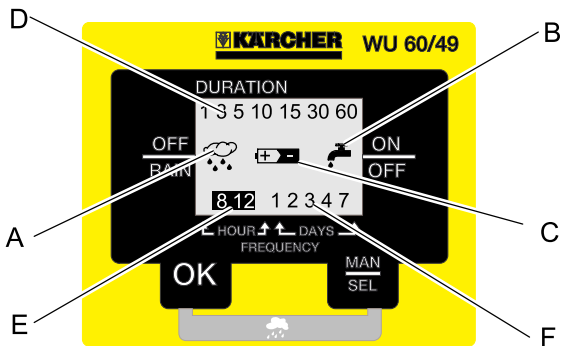 D
B
KÄRCHER WU 60/49
DURATION
1 3 5 10 15 30 60
OFF
RAIN
ON
OFF
+ -
A
C
8 12 1 2 3 4 7
HOUR DAYS
FREQUENCY
OK
MAN
SEL
E
F